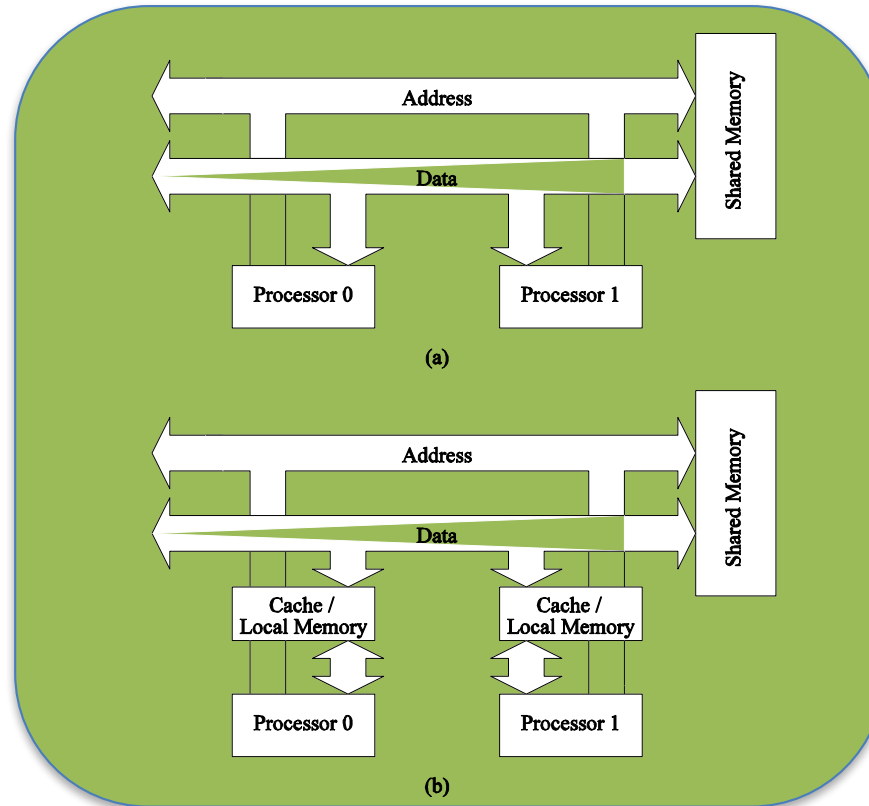 Address
Shared Memory
Data
Processor 0
Processor 1
(a)
Address
Shared Memory
Data
Cache /
Local Memory
Cache /
Local Memory
Processor 0
Processor 1
(b)